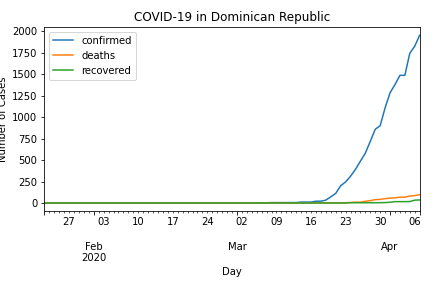 COVID-19 in Dominican Republic
2000
1750
1500
1250
1000
750
500
250
0
confirmed
deaths
recovered
Number of Cases
27 03 10 17 24 02 09 16 23 30 06
Feb Mar Apr
2020
Day